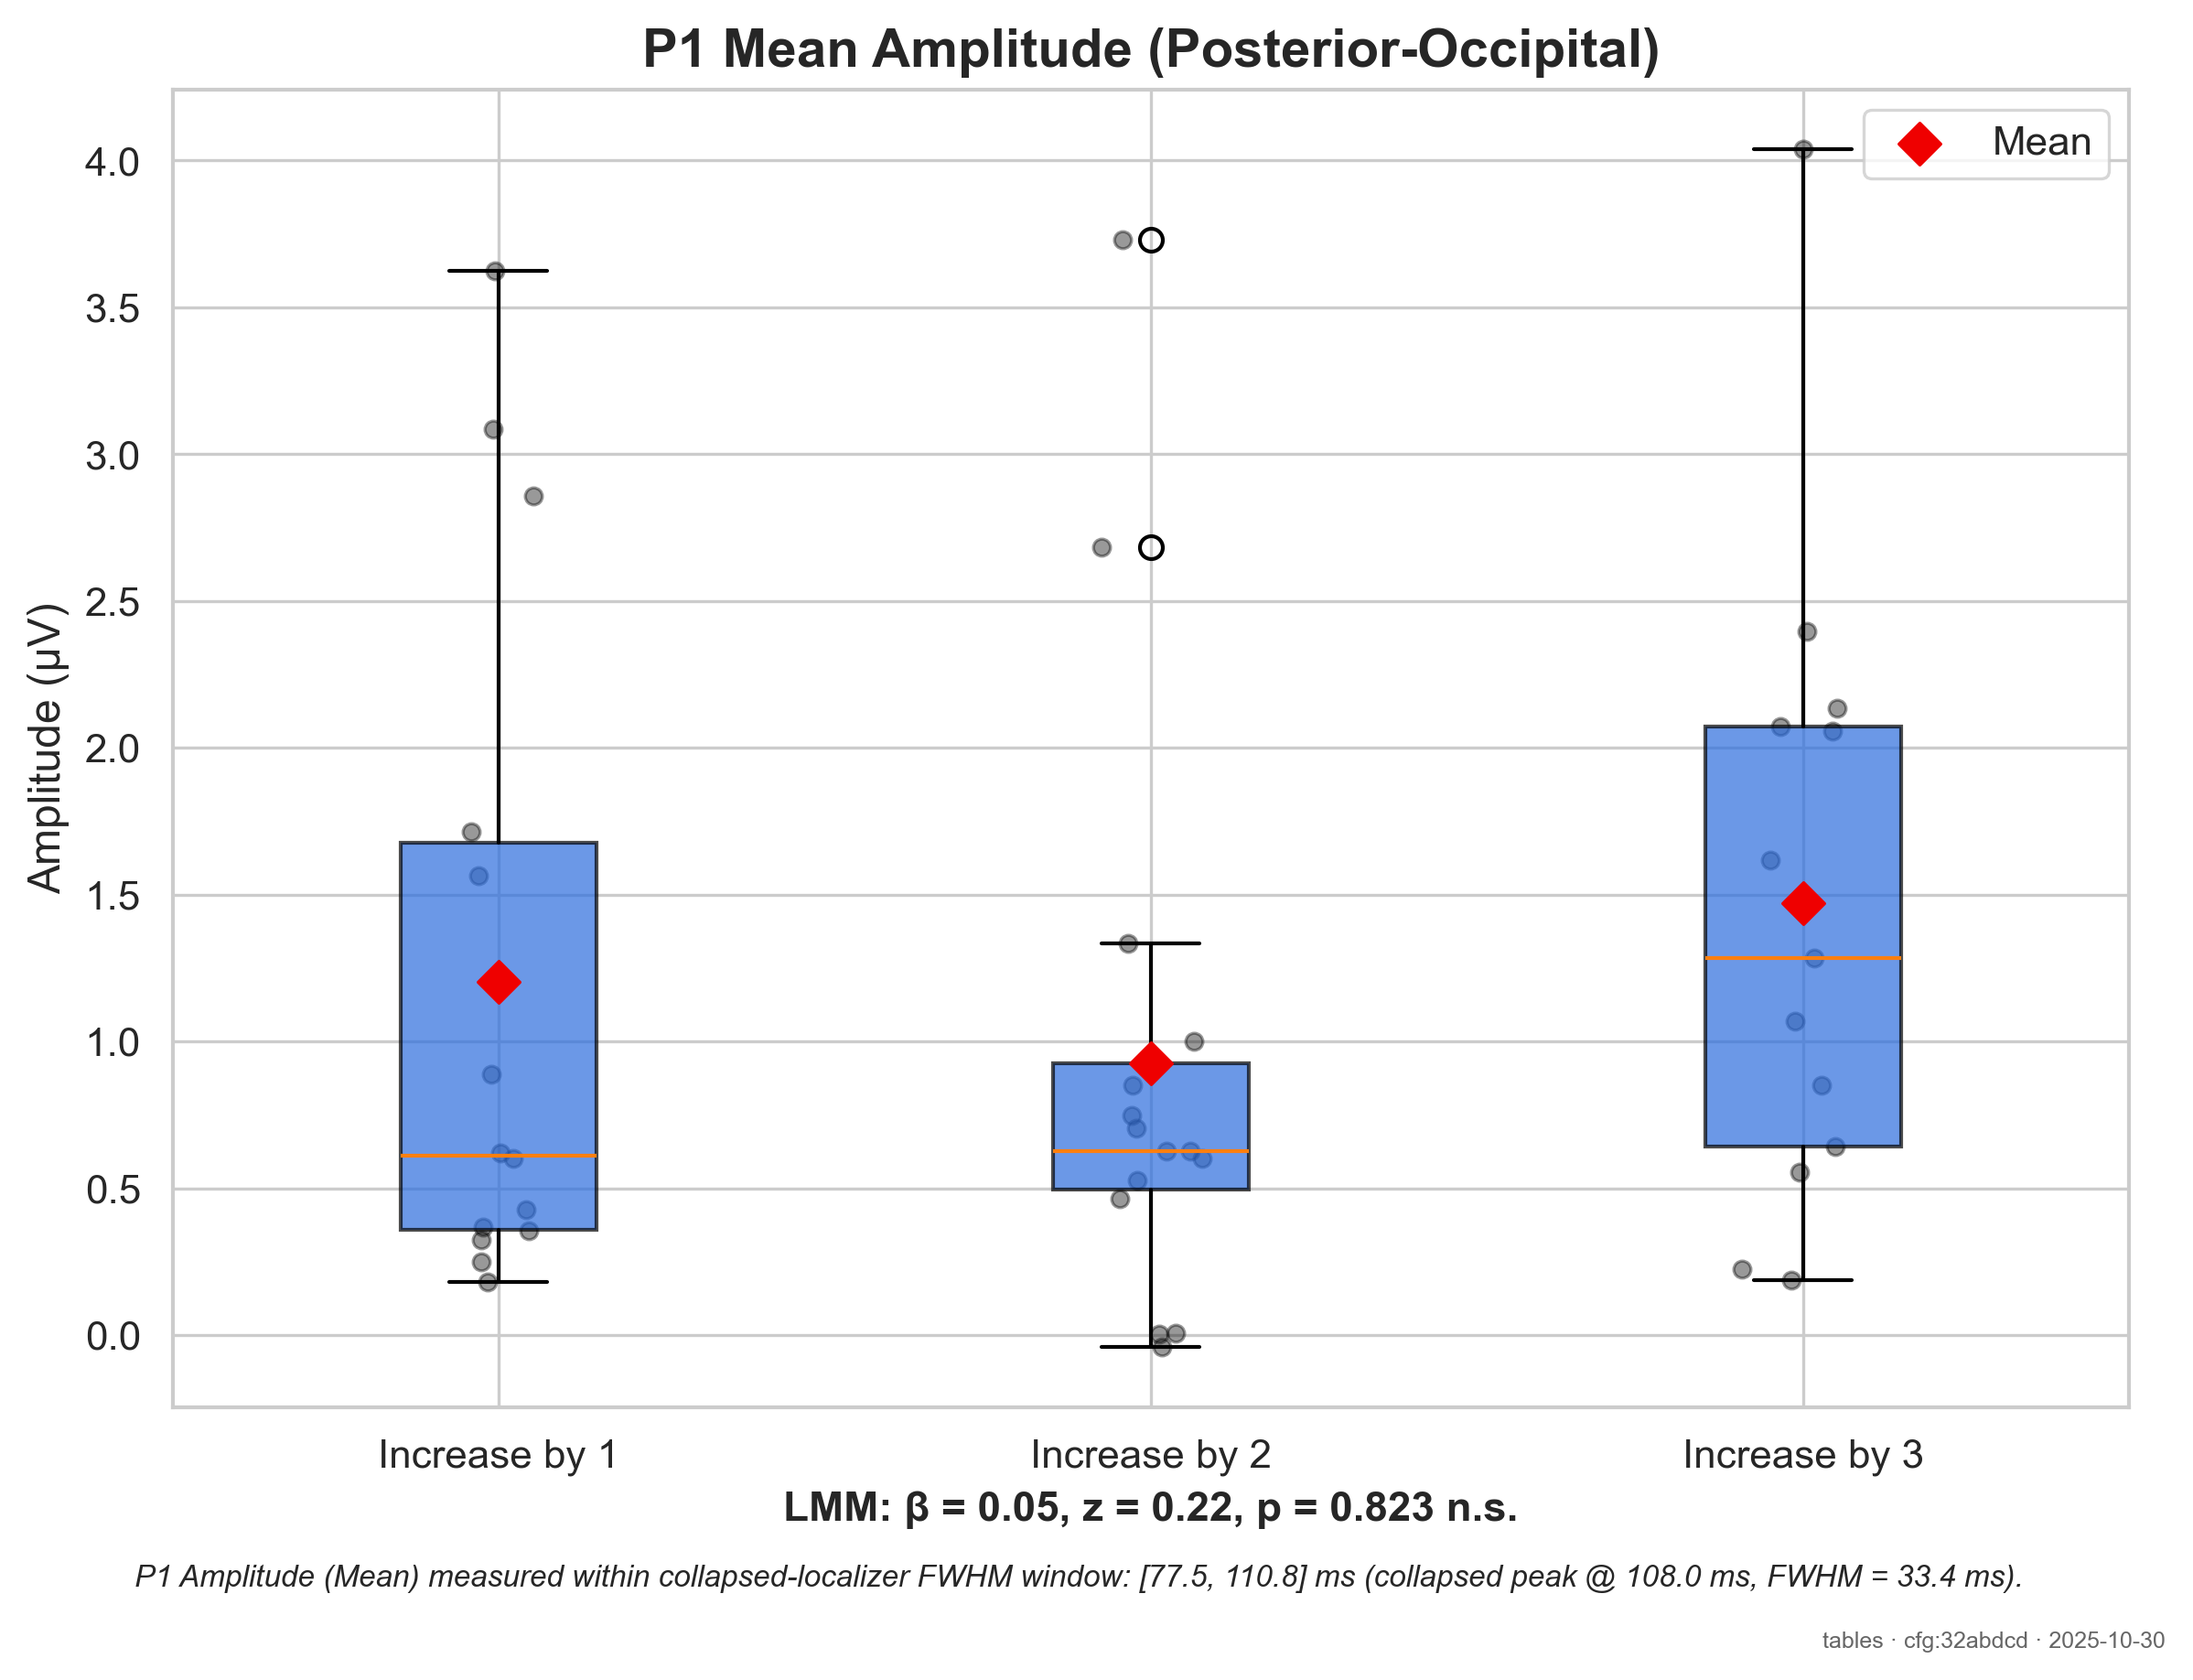 P1 Mean Amplitude (Posterior-Occipital)
Mean
Amplitude (μV)
4.0
3.5
3.0
2.5
2.0
1.5
1.0
0.5
0.0
Increase by 1 Increase by 2 Increase by 3
LMM: β = 0.05, z = 0.22, p = 0.823 n.s.
P1 Amplitude (Mean) measured within collapsed-localizer FWHM window: [77.5, 110.8] ms (collapsed peak @ 108.0 ms, FWHM = 33.4 ms).
tables · cfg:32abdcd · 2025-10-30